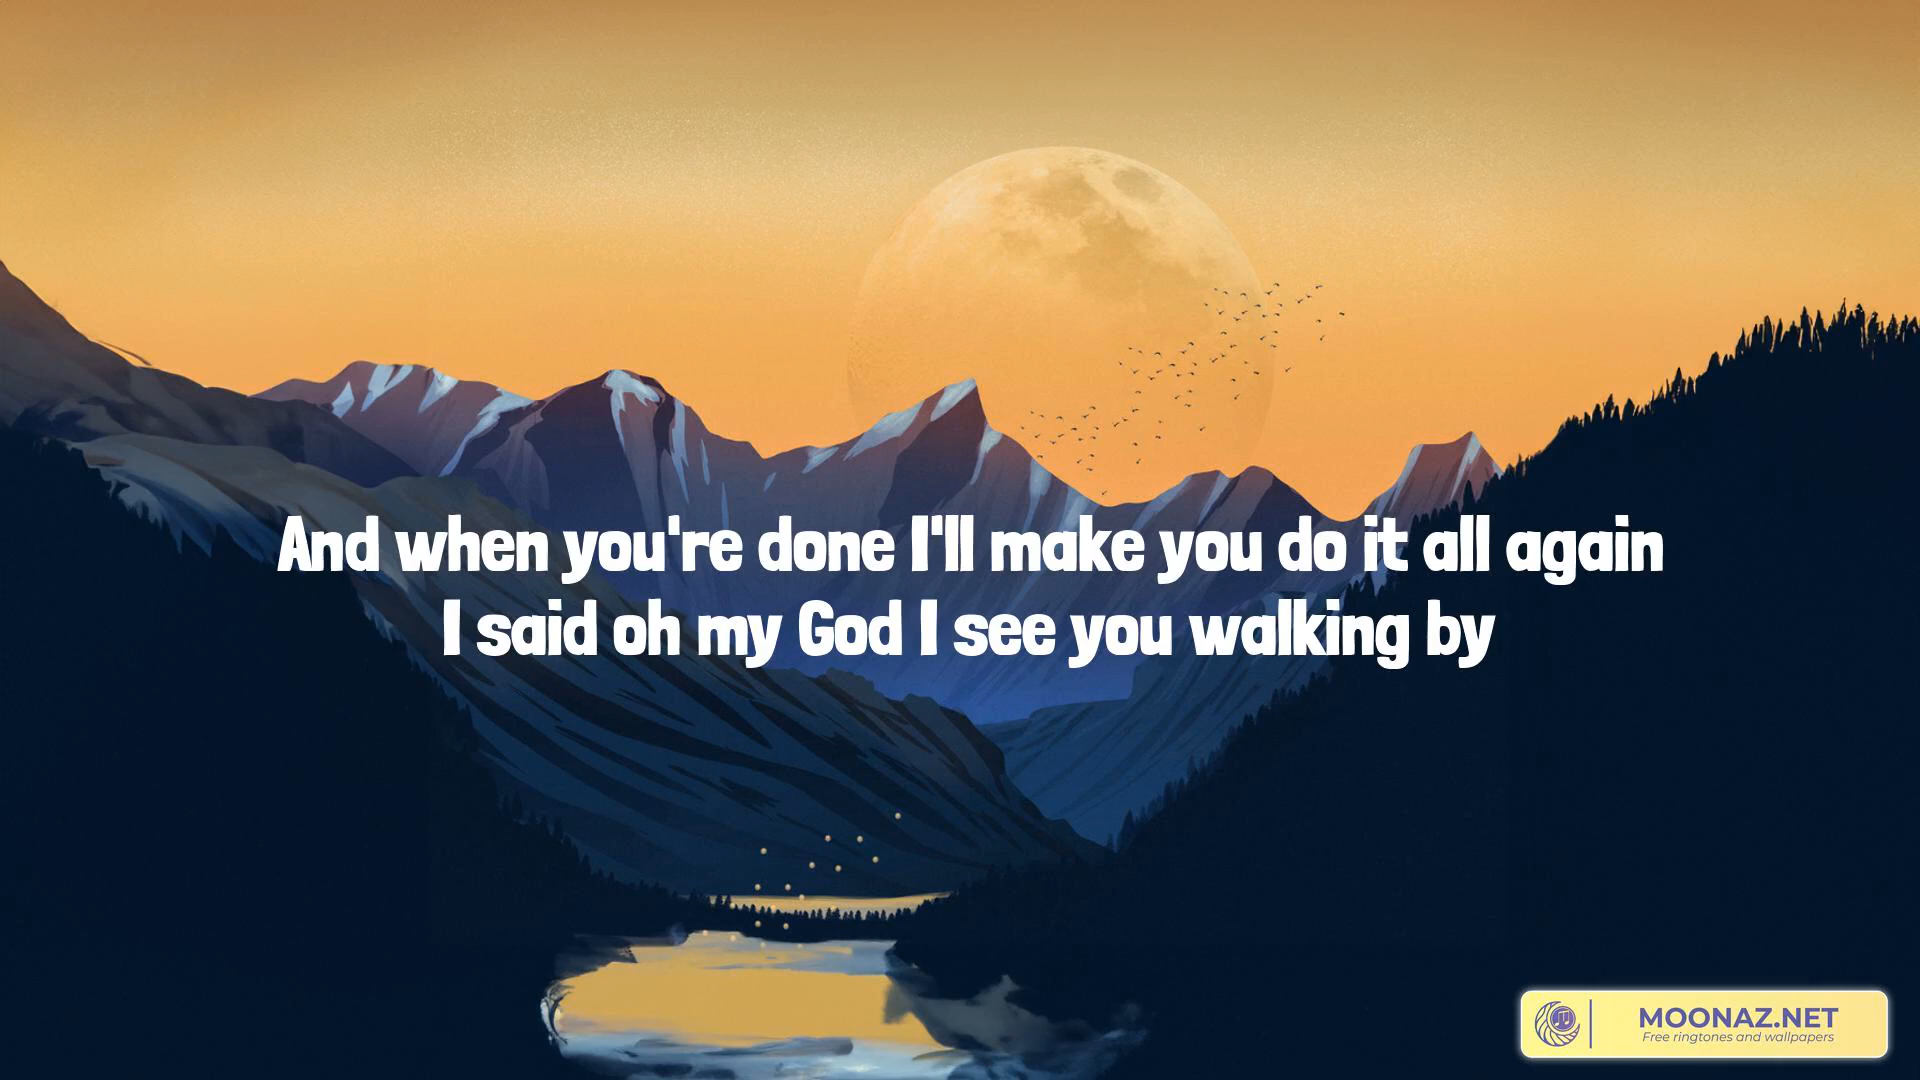 And when you're done I'll make you do it all again
I said oh my God I see you walking by
MOONAZ.NET
Free ringtones and wallpapers